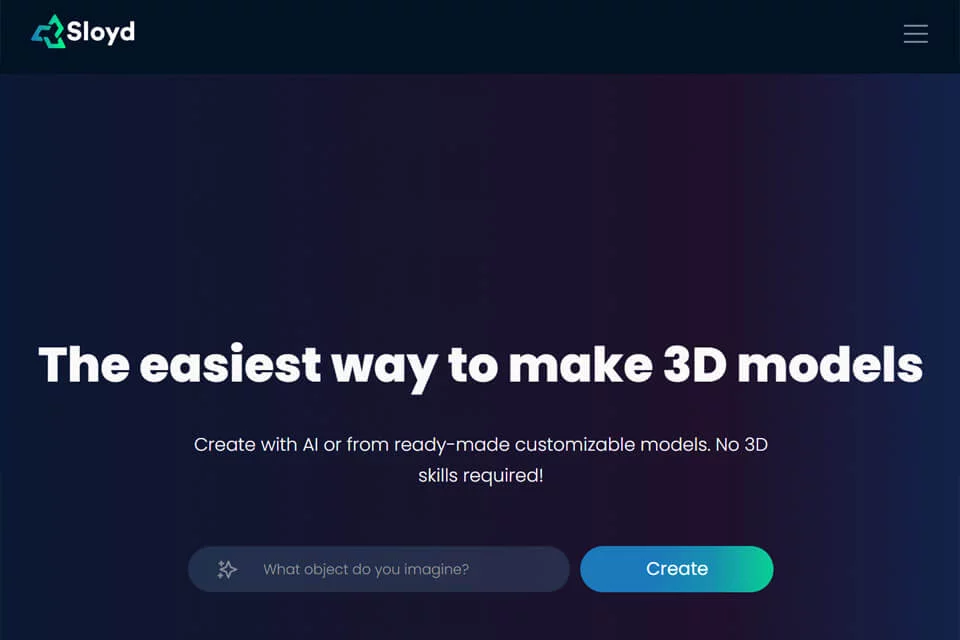 Sloyd
The easiest way to make 3D models
Create with AI or from ready-made customizable models. No 3D
skills required!
What object do you imagine?
Create